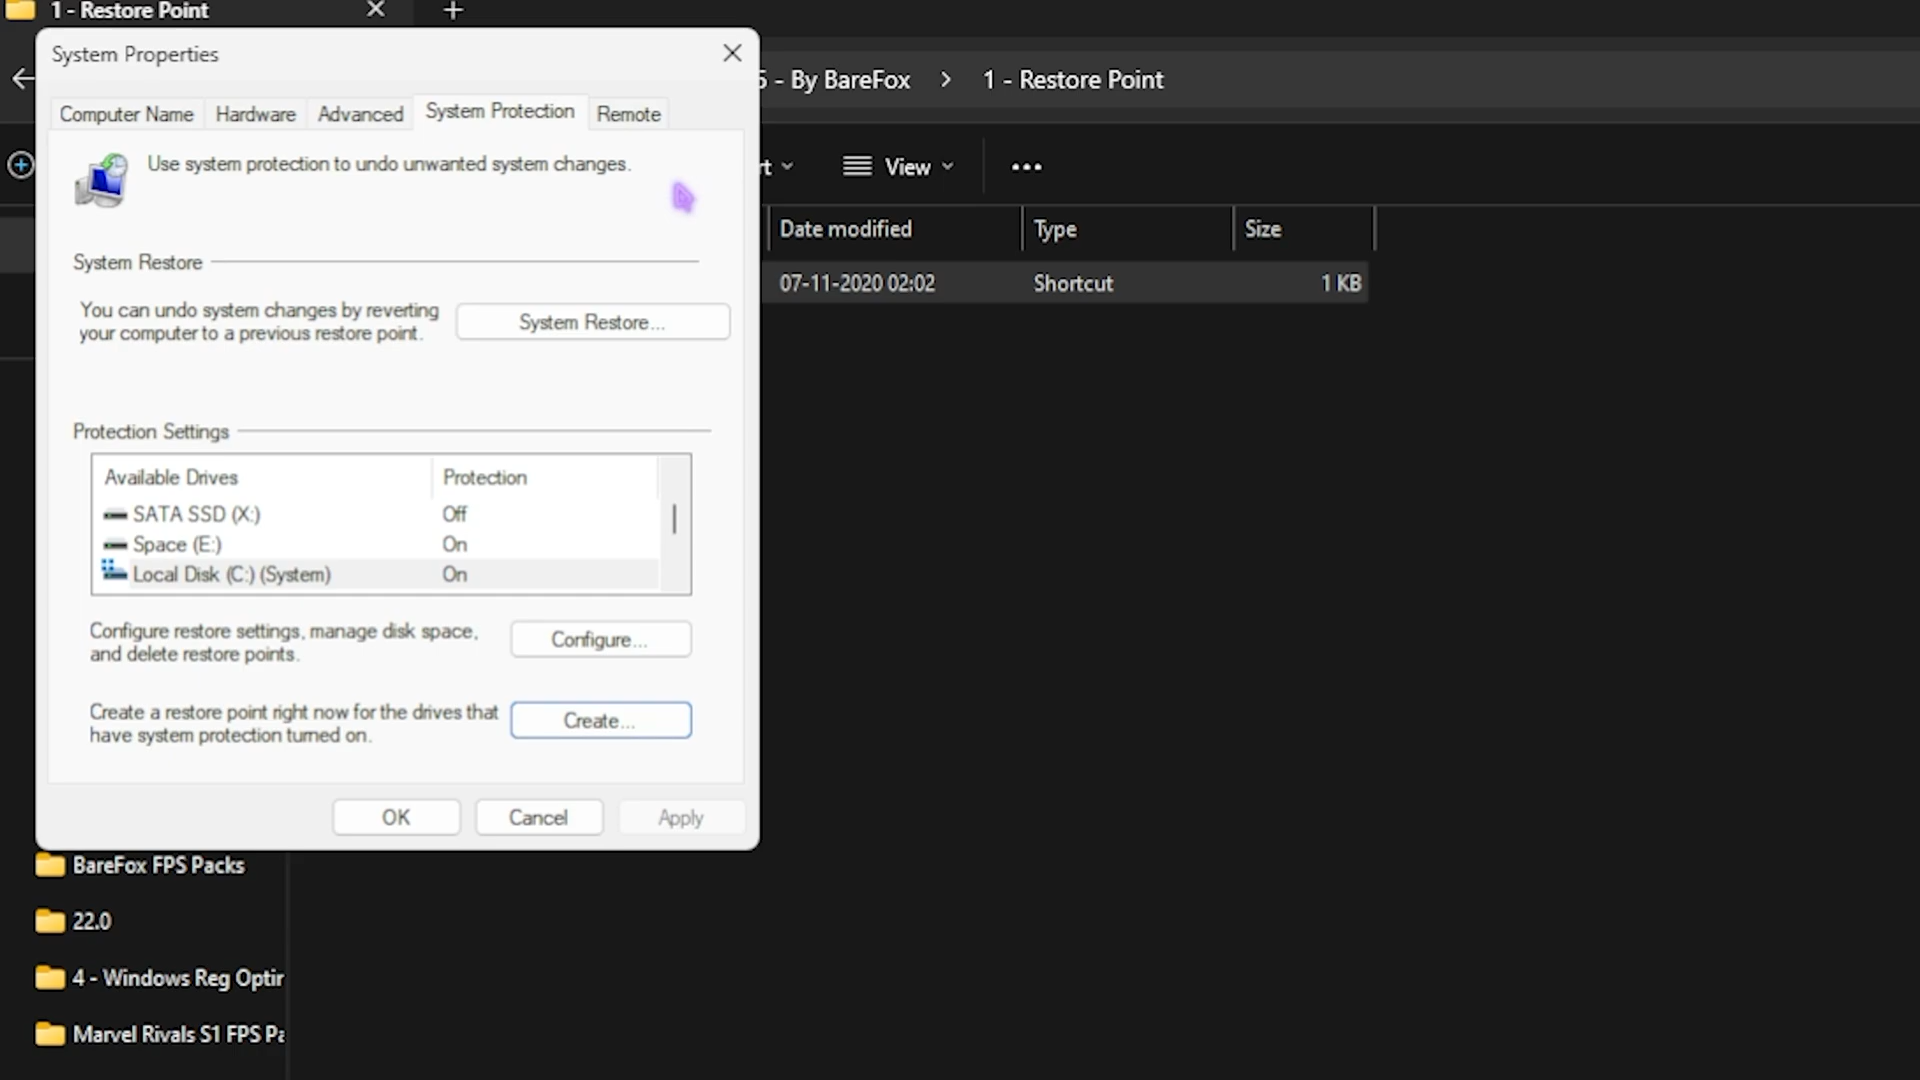 1 - Restore Point
System Properties
5 - By BareFox > 1 - Restore Point
Computer Name Hardware Advanced System Protection Remote
Use system protection to undo unwanted system changes.
View
Date modified Type Size
07-11-2020 02:02 Shortcut 1 KB
System Restore
You can undo system changes by reverting
your computer to a previous restore point.
System Restore...
Protection Settings
Available Drives Protection
SATA SSD (X:) Off
Space (E:) On
Local Disk (C:) (System) On
Configure restore settings, manage disk space,
and delete restore points.
Configure...
Create a restore point right now for the drives that
have system protection turned on.
Create...
OK Cancel Apply
BareFox FPS Packs
22.0
4 - Windows Reg Optir
Marvel Rivals S1 FPS Pa